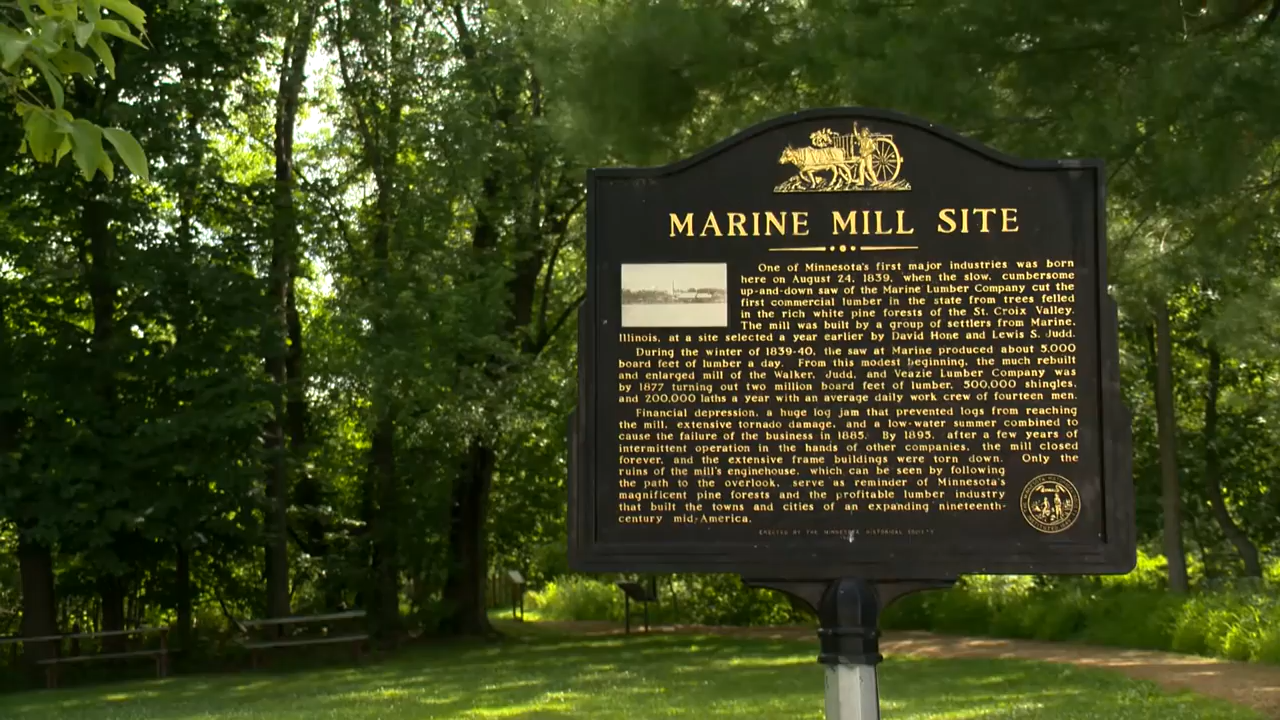 MARINE MILL SITE
One of Minnesota's first major industries was born
here on August 24, 1839, when the slow, cumbersome
up-and-down saw of the Marine Lumber Company cut the
first commercial lumber in the state from trees felled
in the rich white pine forests of the St. Croix Valley.
The mill was built by a group of settlers from Marine,
Illinois, at a site selected a year earlier by David Hone and Lewis S. Judd.
During the winter of 1839-40, the saw at Marine produced about 5,000
board feet of lumber a day. From this modest beginning, the much rebuilt
and enlarged mill of the Walker, Judd, and Veazie Lumber Company was
by 1877 turning out two million board feet of lumber, 500,000 shingles,
and 200,000 laths a year with an average daily work crew of fourteen men.
Financial depression, a huge log jam that prevented logs from reaching
the mill, extensive tornado damage, and a low-water summer combined to
cause the failure of the business in 1885. By 1895, after a few years of
intermittent operation in the hands of other companies, the mill closed
forever, and the extensive frame buildings were torn down. Only the
ruins of the mill's enginehouse, which can be seen by following
the path to the overlook, serve as reminder of Minnesota's
magnificent pine forests and the profitable lumber industry
that built the towns and cities of an expanding nineteenth-
century mid-America.
ERECTED BY THE MINNESOTA HISTORICAL SOCIETY